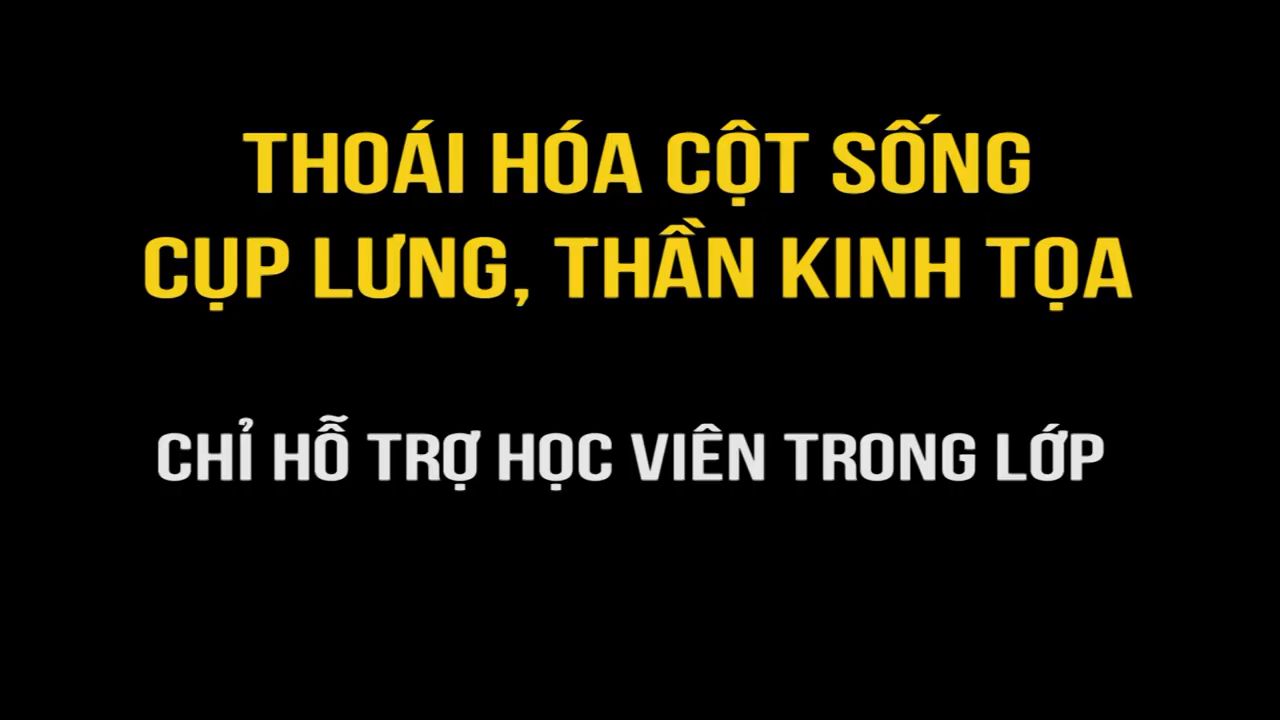 THOÁI HÓA CỘT SỐNG
CỤP LƯNG, THẦN KINH TỌA
CHỈ HỖ TRỢ HỌC VIÊN TRONG LỚP